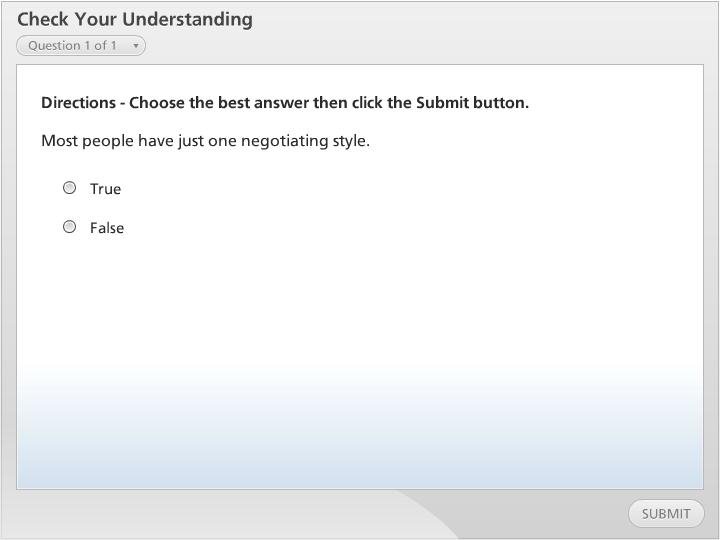 Check Your Understanding
Question 1 of 1
Directions - Choose the best answer then click the Submit button.
Most people have just one negotiating style.
True
False
SUBMIT